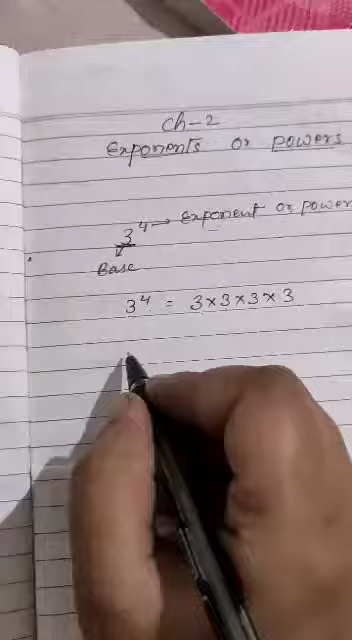 Ch-2
Exponents or powers
3⁴ → Exponent or power
Base
3⁴ = 3×3×3×3